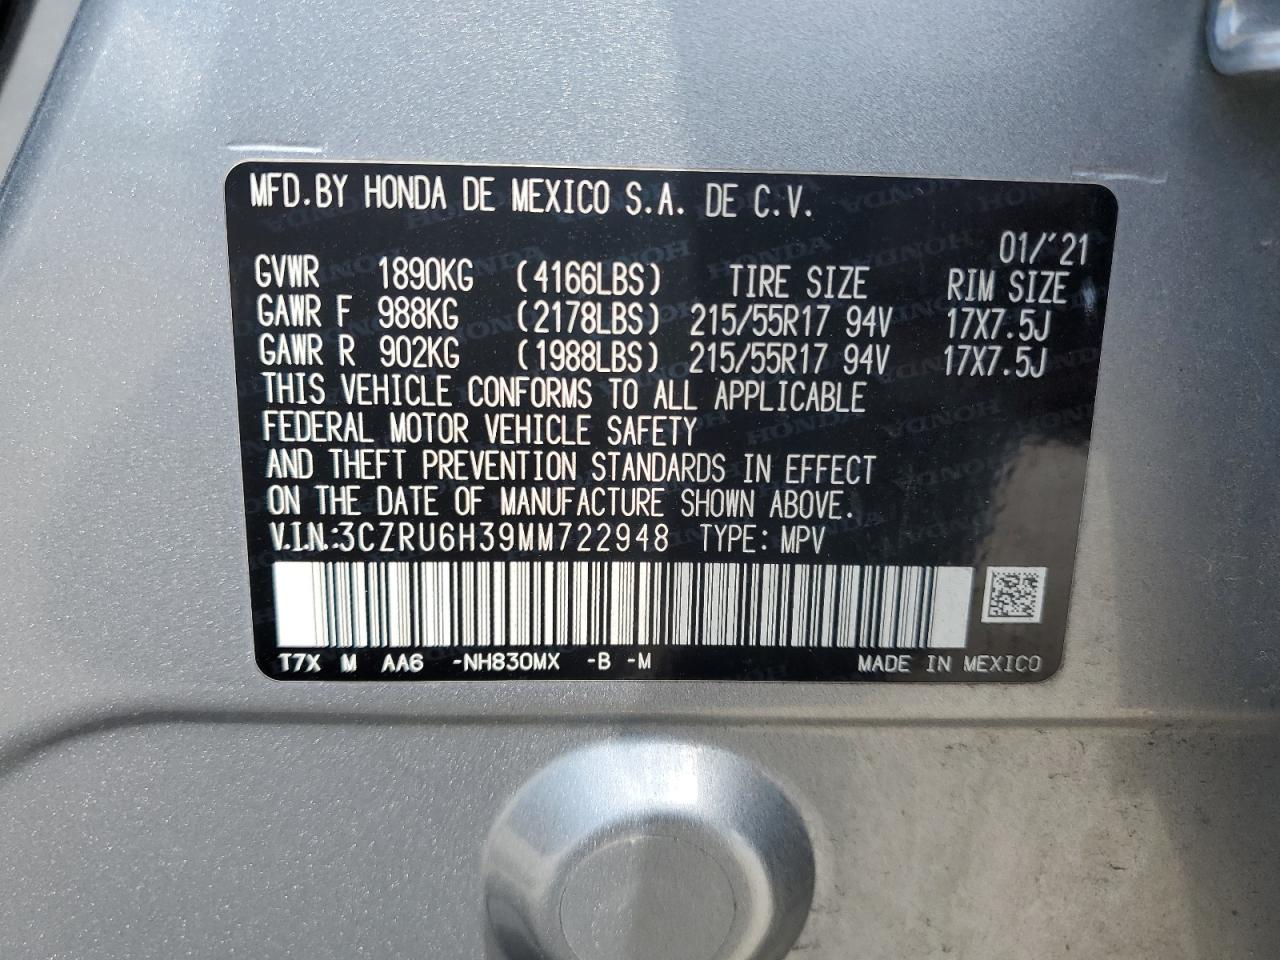 MFD.BY HONDA DE MEXICO S.A. DE C.V.
01/'21
GVWR 1890KG (4166LBS) TIRE SIZE RIM SIZE
GAWR F 988KG (2178LBS) 215/55R17 94V 17X7.5J
GAWR R 902KG (1988LBS) 215/55R17 94V 17X7.5J
THIS VEHICLE CONFORMS TO ALL APPLICABLE
FEDERAL MOTOR VEHICLE SAFETY
AND THEFT PREVENTION STANDARDS IN EFFECT
ON THE DATE OF MANUFACTURE SHOWN ABOVE.
V.I.N.:3CZRU6H39MM722948 TYPE: MPV
T7X M AA6 -NH830MX -B -M MADE IN MEXICO